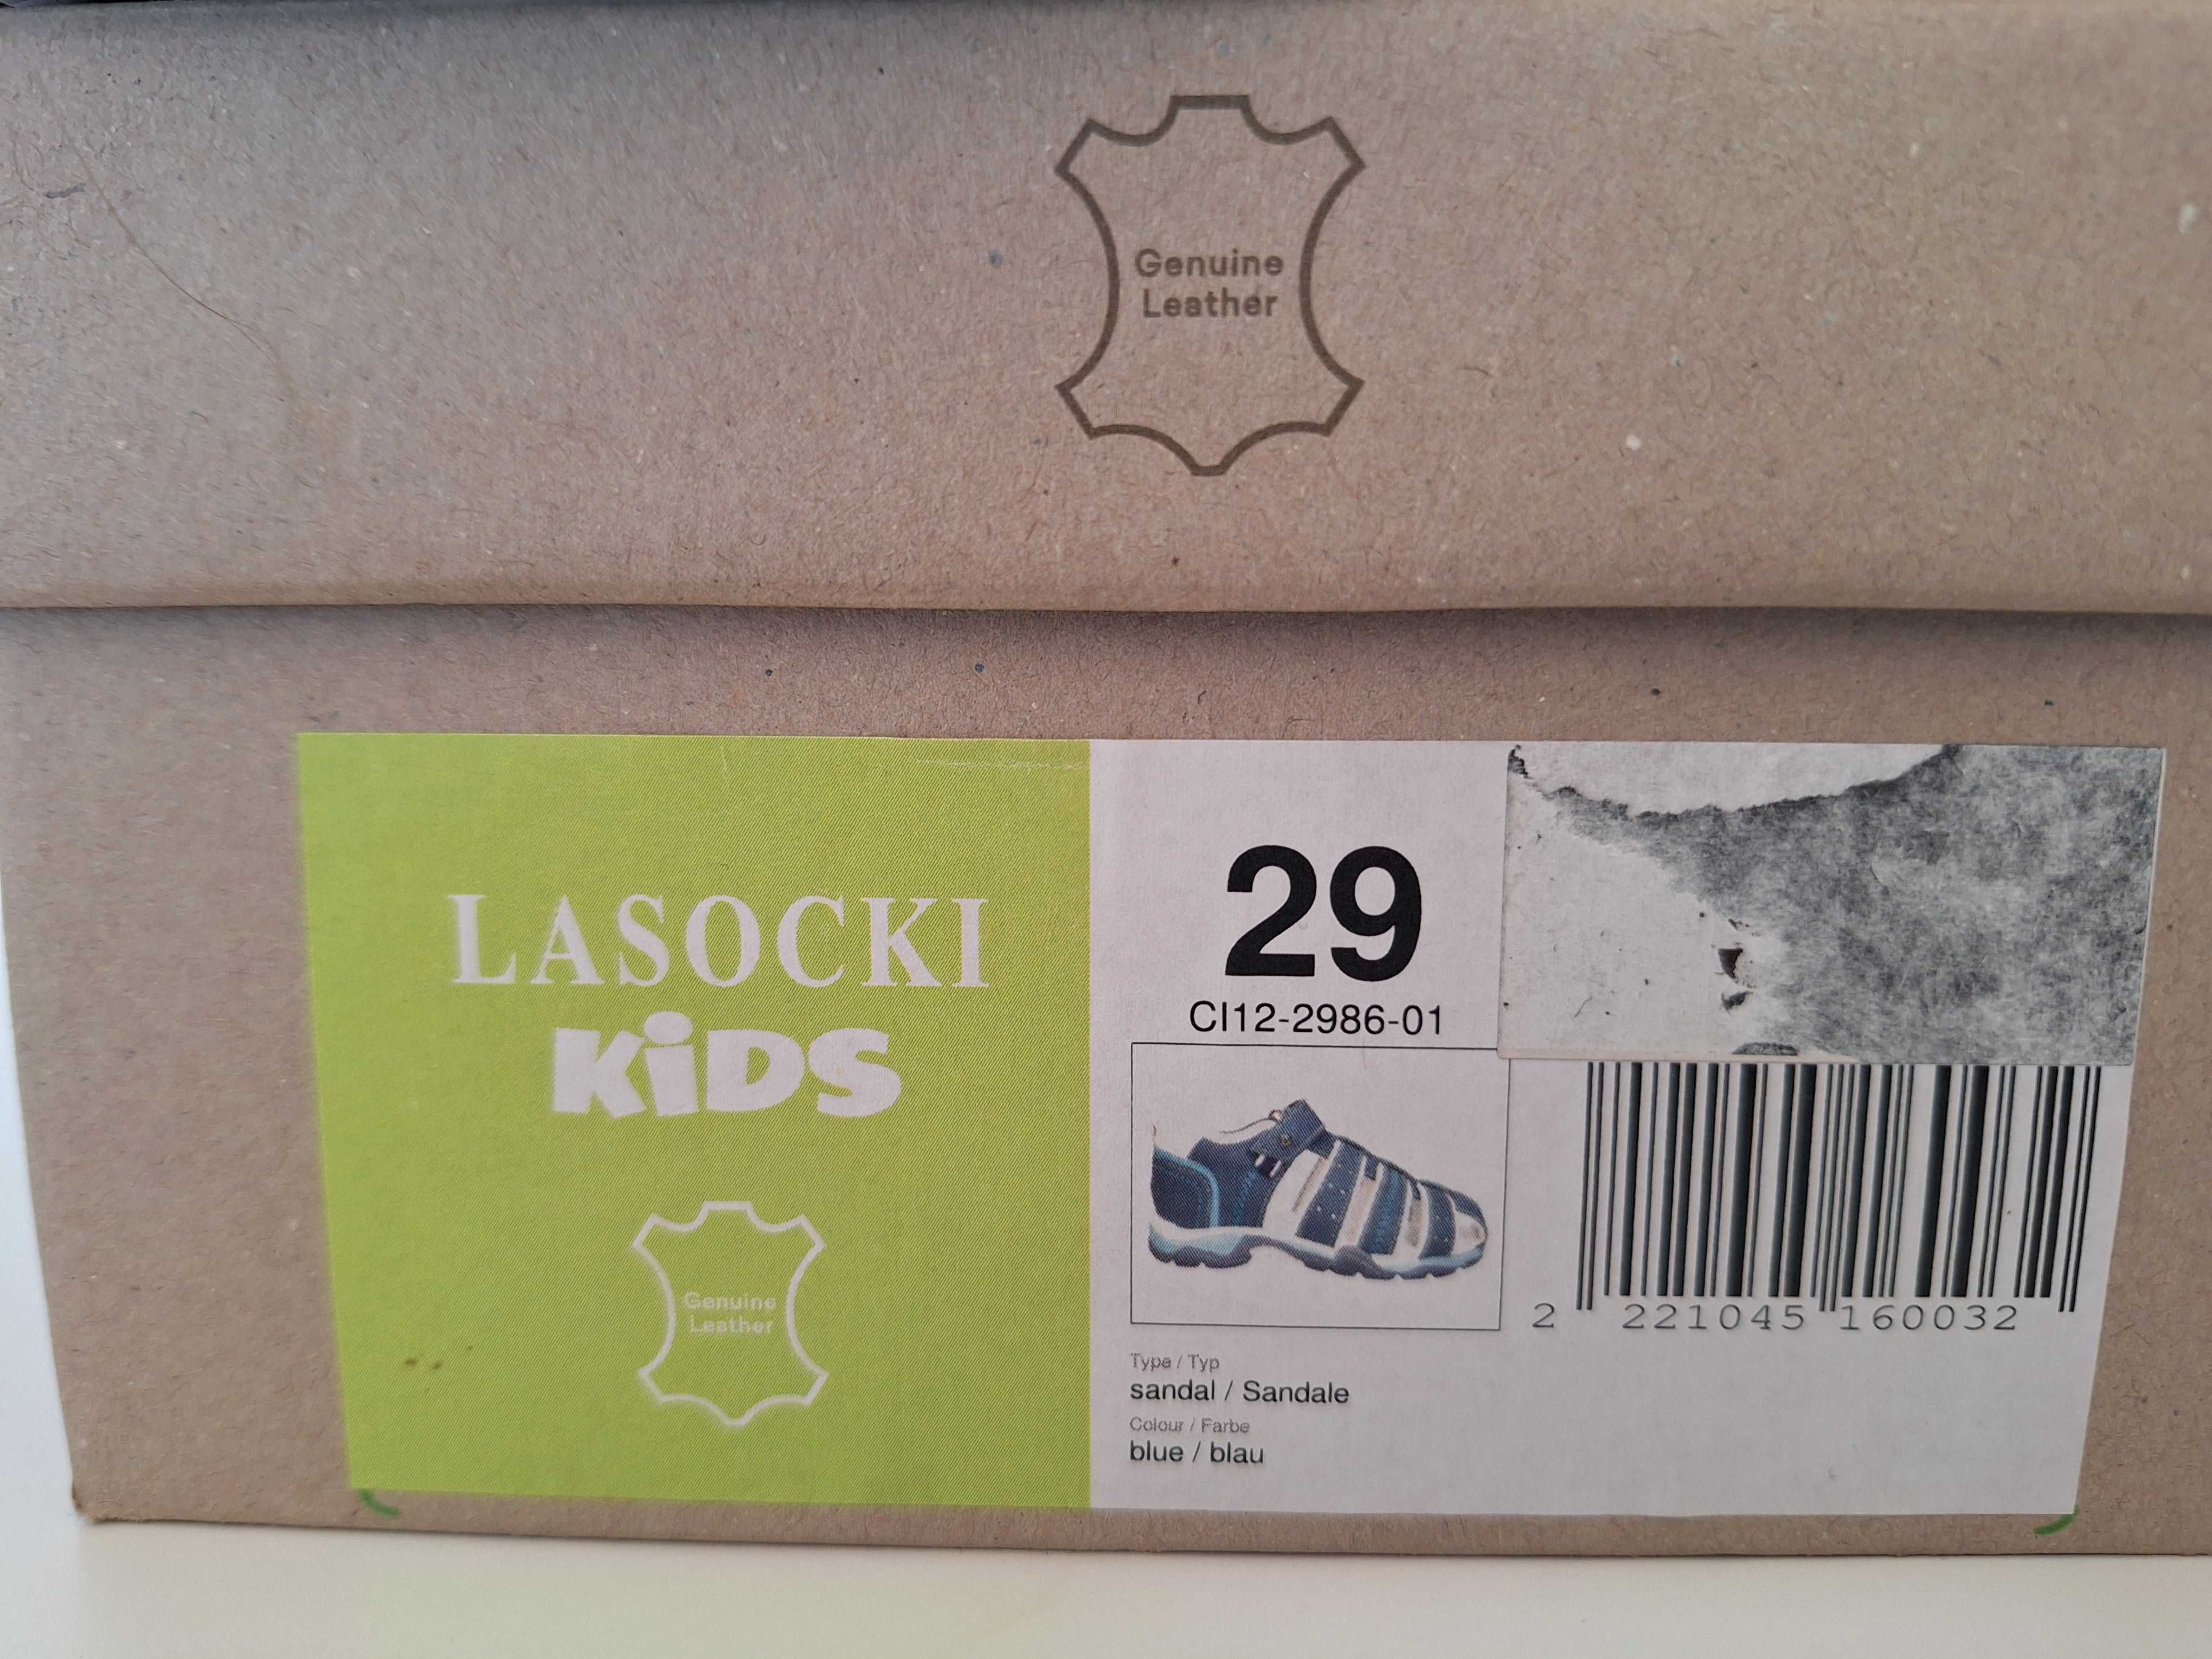 Genuine
Leather
LASOCKI
KiDS
Genuine
Leather
29
CI12-2986-01
Type / Typ
sandal / Sandale
Colour / Farbe
blue / blau
2 221045 160032